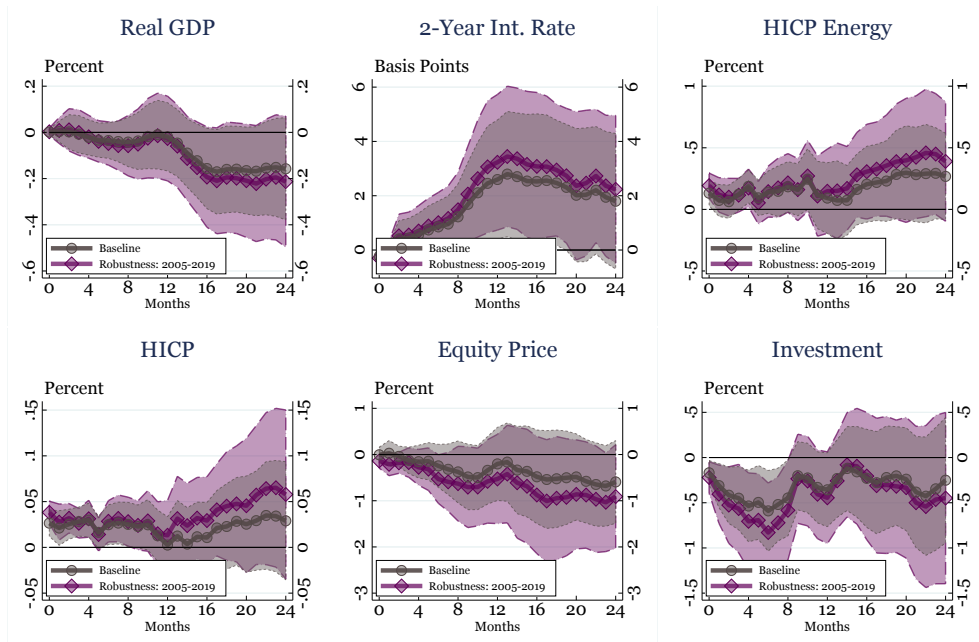 Real GDP
Percent
.2
0
-.2
-.4
-.6
.2
0
-.2
-.4
-.6
Baseline
Robustness: 2005-2019
0 4 8 12 16 20 24
Months
2-Year Int. Rate
Basis Points
6
4
2
0
6
4
2
0
Baseline
Robustness: 2005-2019
0 4 8 12 16 20 24
Months
HICP Energy
Percent
1
.5
0
-.5
1
.5
0
-.5
Baseline
Robustness: 2005-2019
0 4 8 12 16 20 24
Months
HICP
Percent
.15
.1
.05
0
-.05
.15
.1
.05
0
-.05
Baseline
Robustness: 2005-2019
0 4 8 12 16 20 24
Months
Equity Price
Percent
1
0
-1
-2
-3
1
0
-1
-2
-3
Baseline
Robustness: 2005-2019
0 4 8 12 16 20 24
Months
Investment
Percent
.5
0
-.5
-1
-1.5
.5
0
-.5
-1
-1.5
Baseline
Robustness: 2005-2019
0 4 8 12 16 20 24
Months